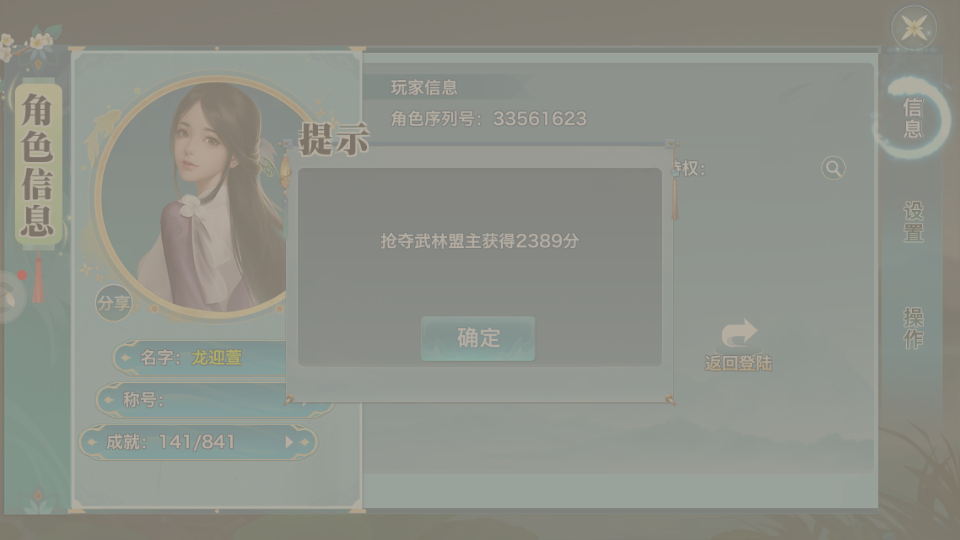 角色信息
玩家信息
角色序列号：33561623
提示
特权：
抢夺武林盟主获得2389分
确定
分享
名字：龙迎萱
称号：
成就：141/841
返回登陆
信息
设置
操作